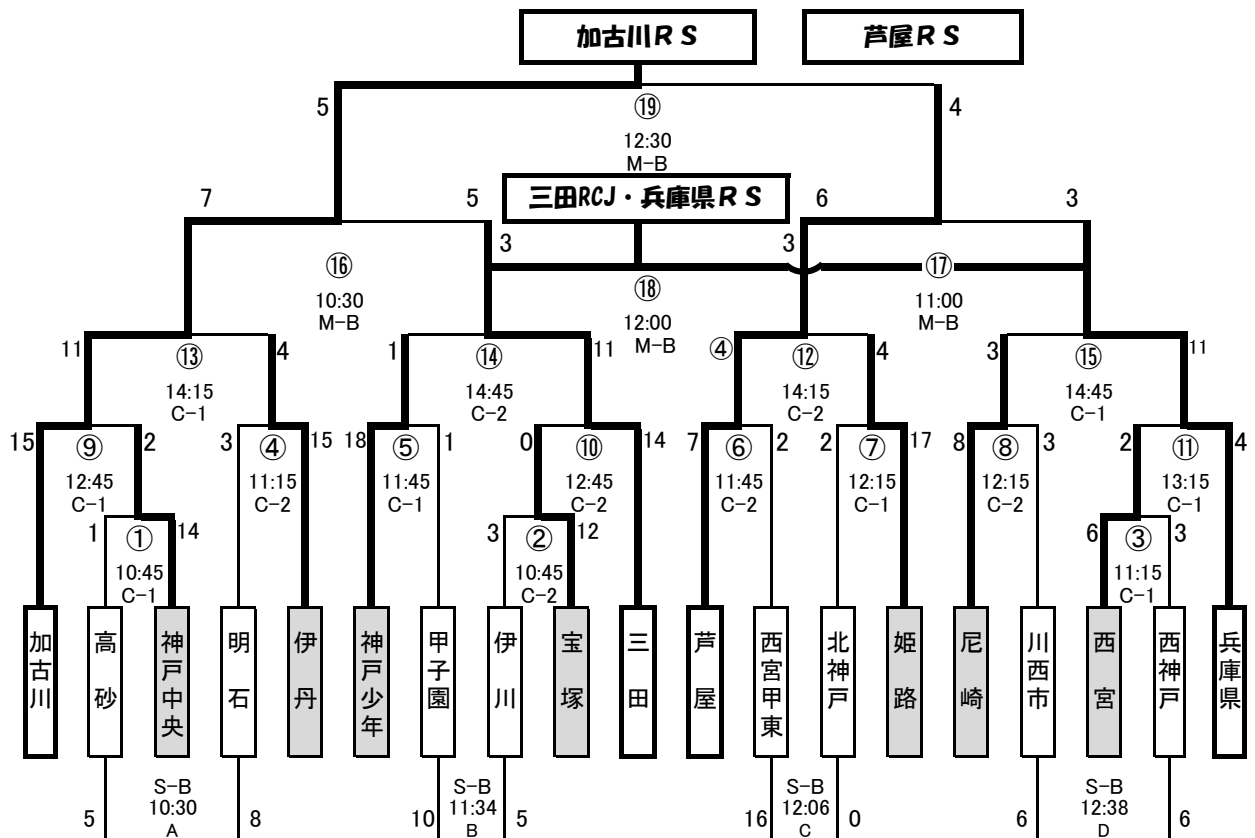 加古川ＲＳ 芦屋ＲＳ
5 ⑲ 4
12:30
M-B
三田RCJ・兵庫県ＲＳ
7 5 6 3
3 3
⑯ ⑱ ⑰
10:30 12:00 11:00
M-B M-B M-B
11 ⑬ 4 1 ⑭ 11 ④ ⑫ 4 3 ⑮ 11
14:15 14:45 14:15 14:45
C-1 C-2 C-2 C-1
15 ⑨ 2 3 ④ 15 18 ⑤ 1 0 ⑩ 14 7 ⑥ 2 2 ⑦ 17 8 ⑧ 3 2 ⑪ 4
12:45 11:15 11:45 12:45 11:45 12:15 12:15 13:15
C-1 C-2 C-1 C-2 C-2 C-1 C-2 C-1
1 ① 14 3 ② 12 6 ③ 3
10:45 10:45 11:15
C-1 C-2 C-1
加古川
高砂
神戸中央
明石
伊丹
神戸少年
甲子園
伊川
宝塚
三田
芦屋
西宮甲東
北神戸
姫路
尼崎
川西市
西宮
西神戸
兵庫県
S-B S-B S-B S-B
10:30 11:34 12:06 12:38
5 A 8 10 B 5 16 C 0 6 D 6